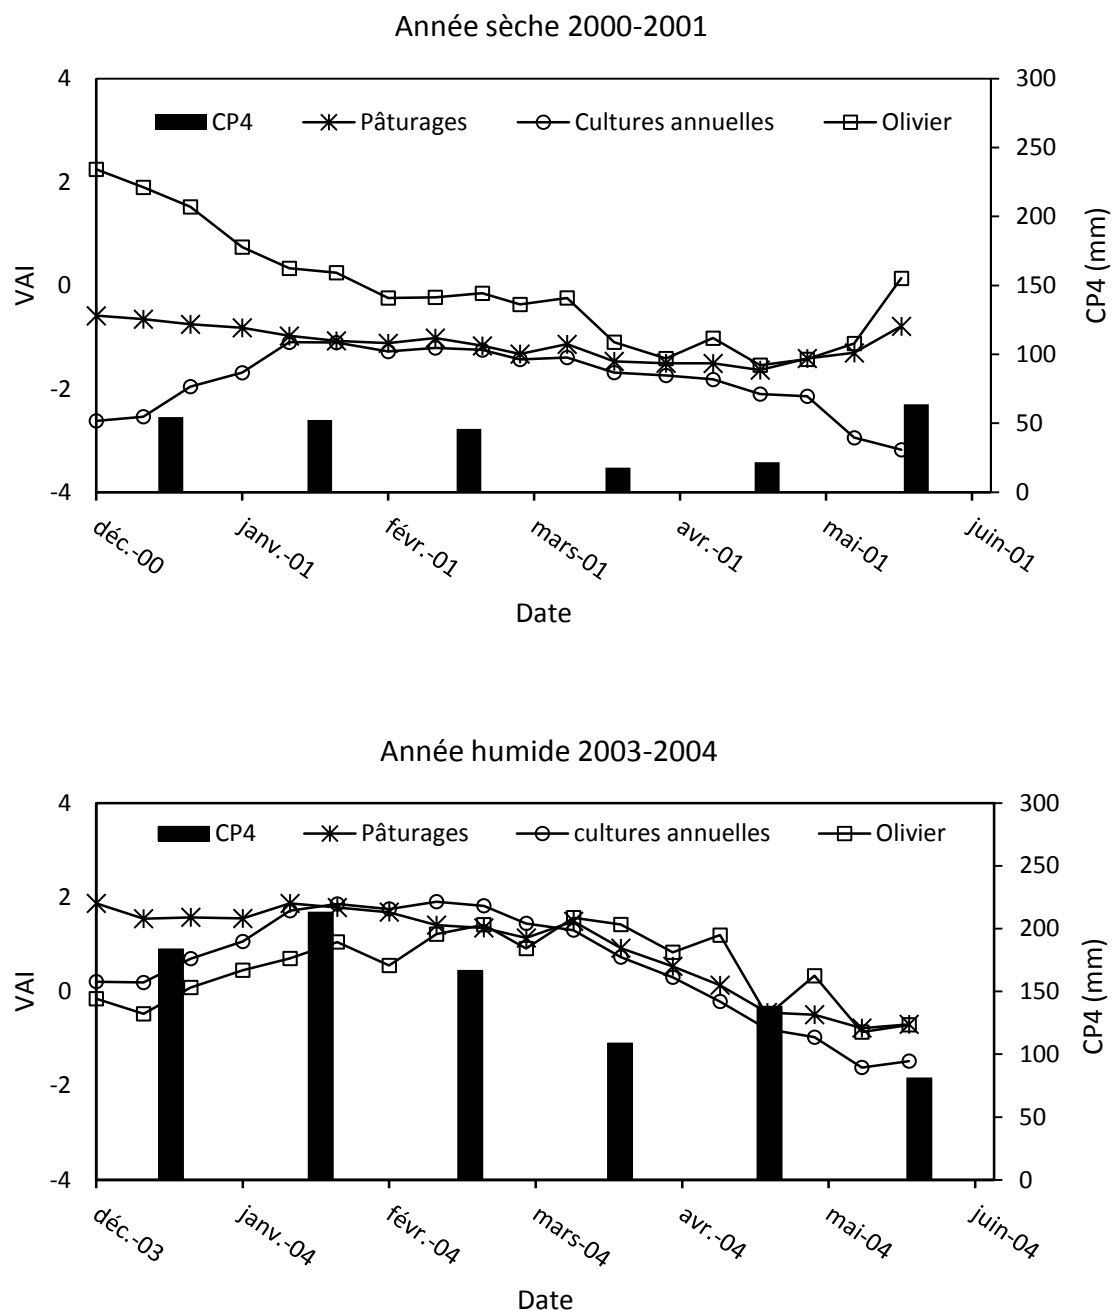 Année sèche 2000-2001
4 300
CP4 Pâturages Cultures annuelles Olivier
250
2
200
VAI 0 150 CP4 (mm)
100
-2
50
-4 0
déc.-00 janv.-01 févr.-01 mars-01 avr.-01 mai-01 juin-01
Date
Année humide 2003-2004
4 300
CP4 Pâturages cultures annuelles Olivier
250
2
200
VAI 0 150 CP4 (mm)
100
-2
50
-4 0
déc.-03 janv.-04 févr.-04 mars-04 avr.-04 mai-04 juin-04
Date